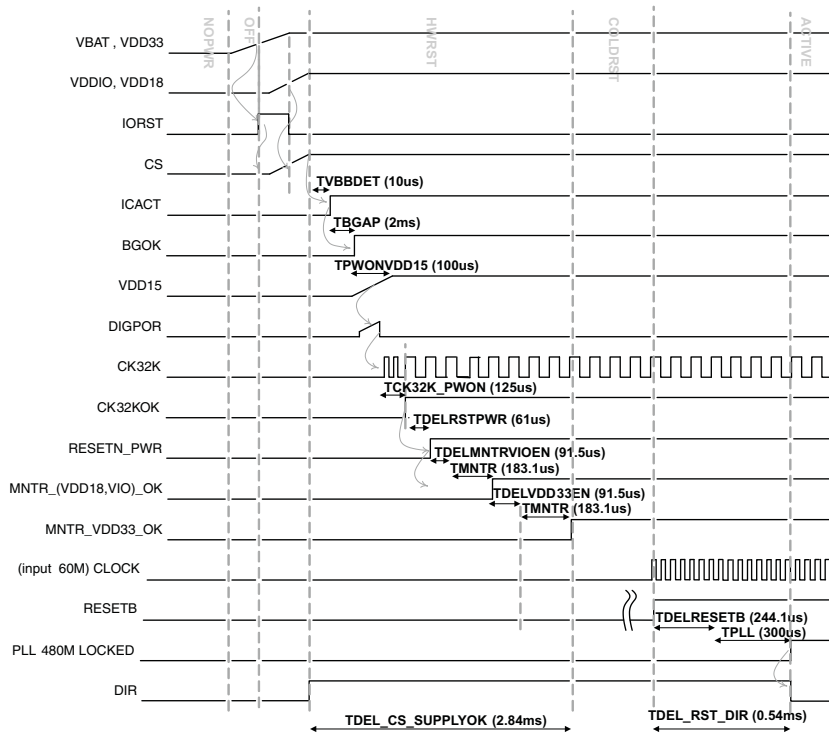 NOPWR
OFF
HWRST
COLDRST
ACTIVE
VBAT , VDD33
VDDIO, VDD18
IORST
CS
TVBBDET (10us)
ICACT
TBGAP (2ms)
BGOK
TPWONVDD15 (100us)
VDD15
DIGPOR
CK32K
TCK32K_PWON (125us)
CK32KOK
TDELRSTPWR (61us)
RESETN_PWR
TDELMNTRVIOEN (91.5us)
TMNTR (183.1us)
MNTR_(VDD18,VIO)_OK
TDELVDD33EN (91.5us)
TMNTR (183.1us)
MNTR_VDD33_OK
(input 60M) CLOCK
RESETB
TDELRESETB (244.1us)
TPLL (300us)
PLL 480M LOCKED
DIR
TDEL_CS_SUPPLYOK (2.84ms)
TDEL_RST_DIR (0.54ms)